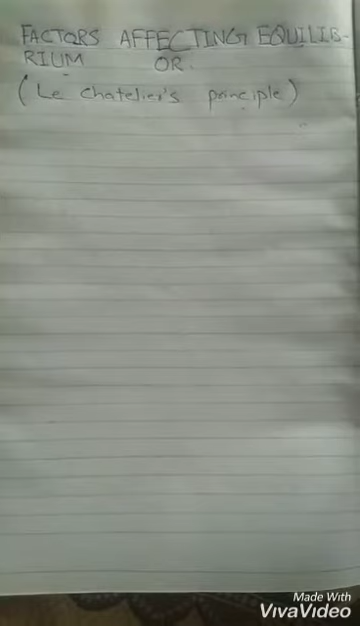 FACTORS AFFECTING EQUILIB-
RIUM OR.
(Le Chatelier's principle)
Made With
VivaVideo